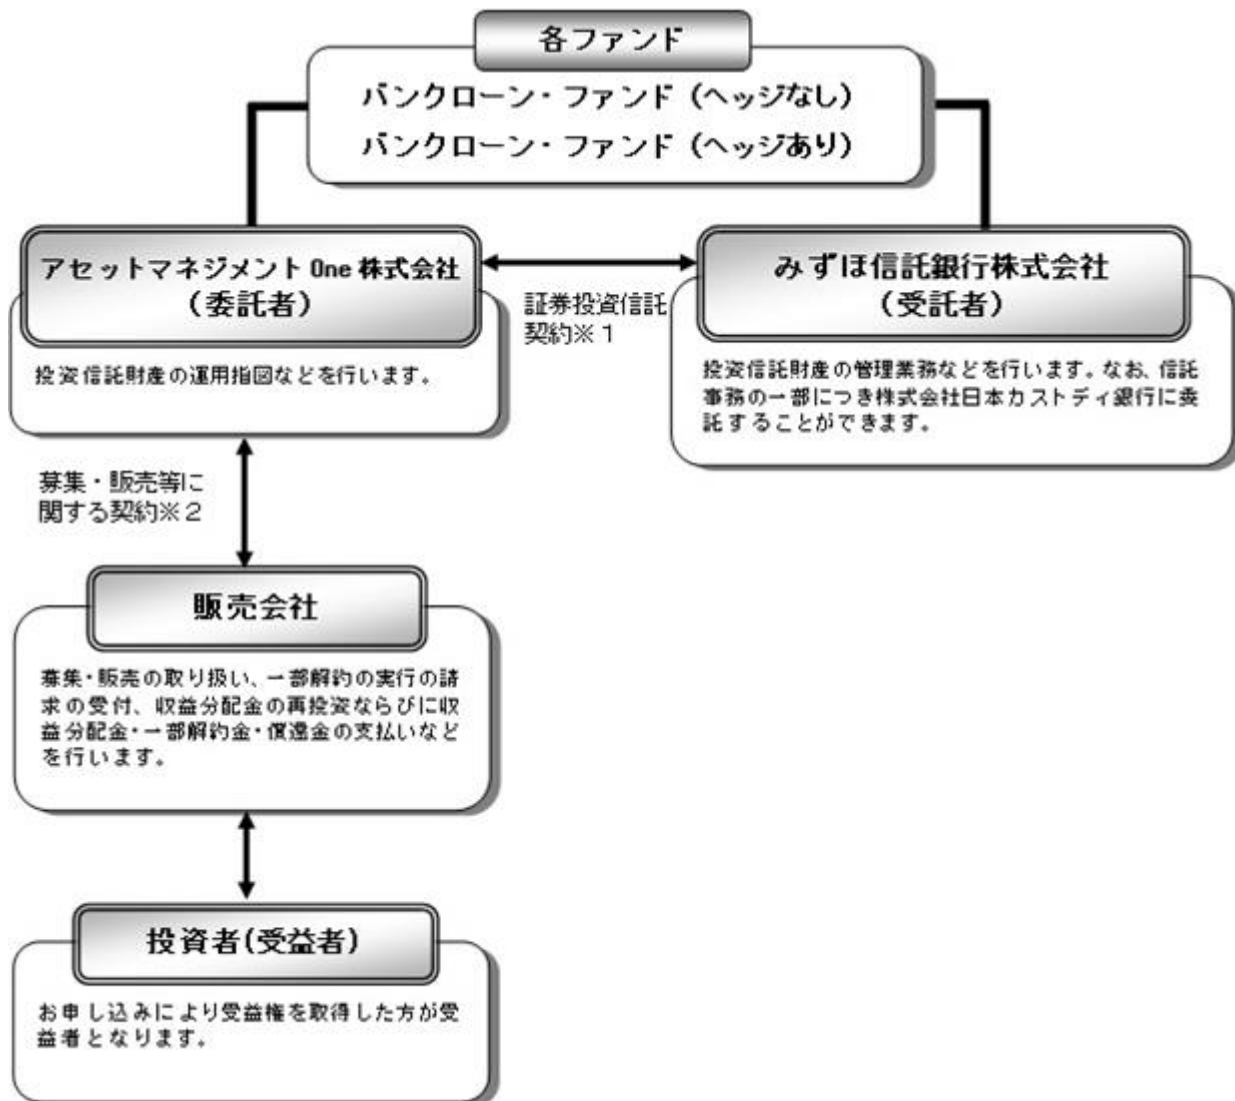 各ファンド
バンクローン・ファンド（ヘッジなし）
バンクローン・ファンド（ヘッジあり）
アセットマネジメント One 株式会社
（委託者）
投資信託財産の運用指図などを行います。
証券投資信託
契約※１
みずほ信託銀行株式会社
（受託者）
投資信託財産の管理業務などを行います。なお、信託
事務の一部につき株式会社日本カストディ銀行に委
託することができます。
募集・販売等に
関する契約※２
販売会社
募集・販売の取り扱い、一部解約の実行の請
求の受付、収益分配金の再投資ならびに収
益分配金・一部解約金・償還金の支払いなど
を行います。
投資者(受益者)
お申し込みにより受益権を取得した方が受
益者となります。